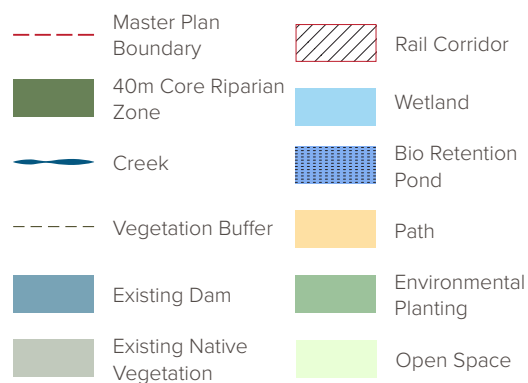 Master Plan
Boundary
40m Core Riparian
Zone
Creek
Vegetation Buffer
Existing Dam
Existing Native
Vegetation
Rail Corridor
Wetland
Bio Retention
Pond
Path
Environmental
Planting
Open Space